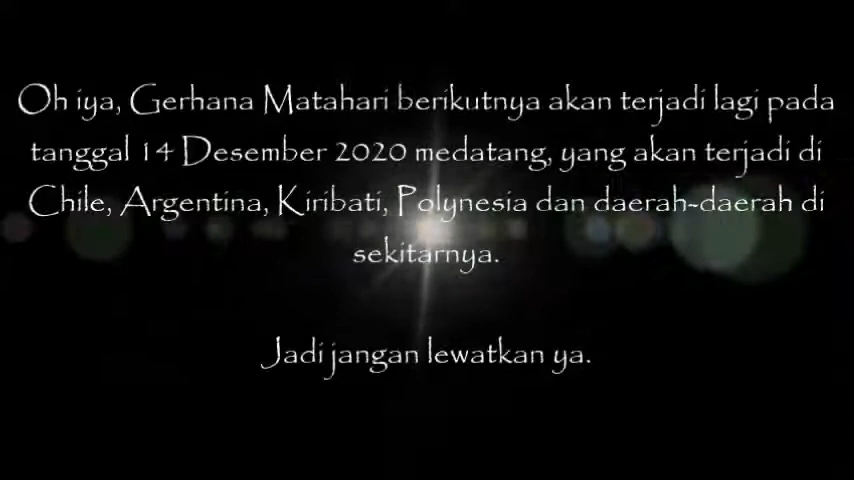 Oh iya, Gerhana Matahari berikutnya akan terjadi lagi pada
tanggal 14 Desember 2020 medatang, yang akan terjadi di
Chile, Argentina, Kiribati, Polynesia dan daerah-daerah di
sekitarnya.
Jadi jangan lewatkan ya.